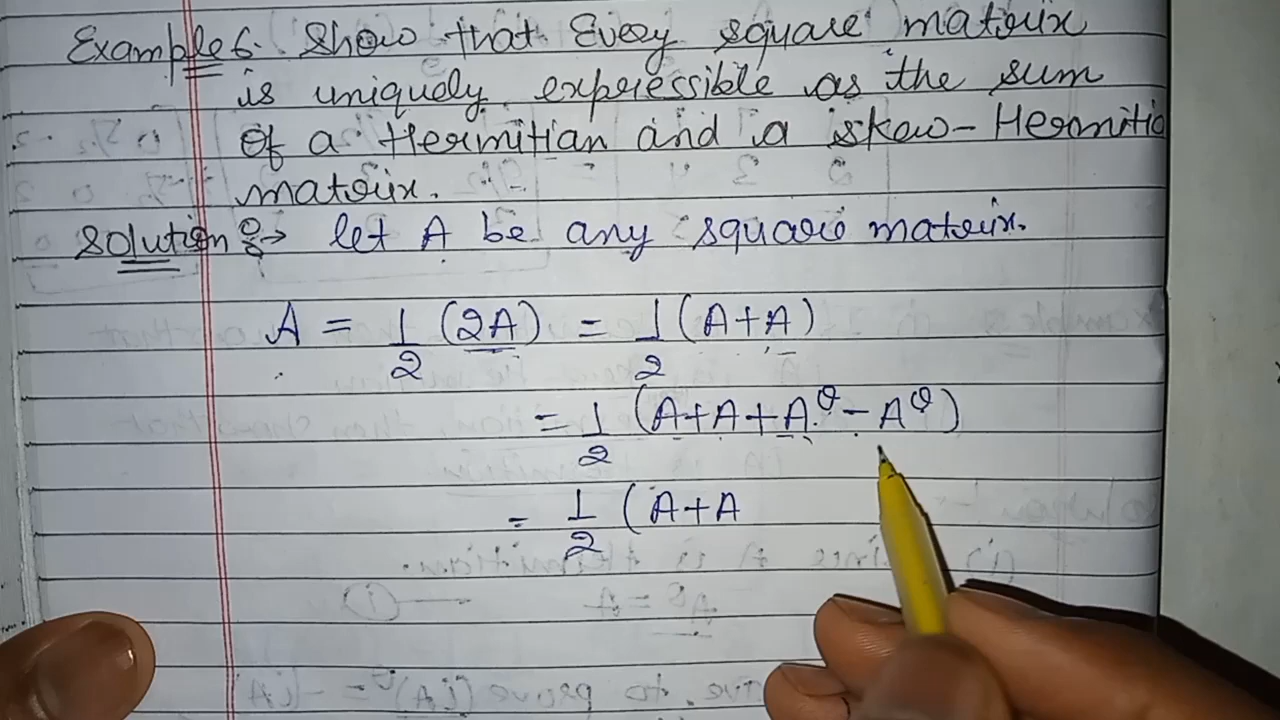 Example 6. Show that Every square matrix
is uniquely expressible as the sum
of a Hermitian and a skew-Hermitia
matrix.
Solution :→ let A be any square matrix.
A = 1/2 (2A) = 1/2 (A+A)
= 1/2 (A+A+A^θ-A^θ)
= 1/2 (A+A